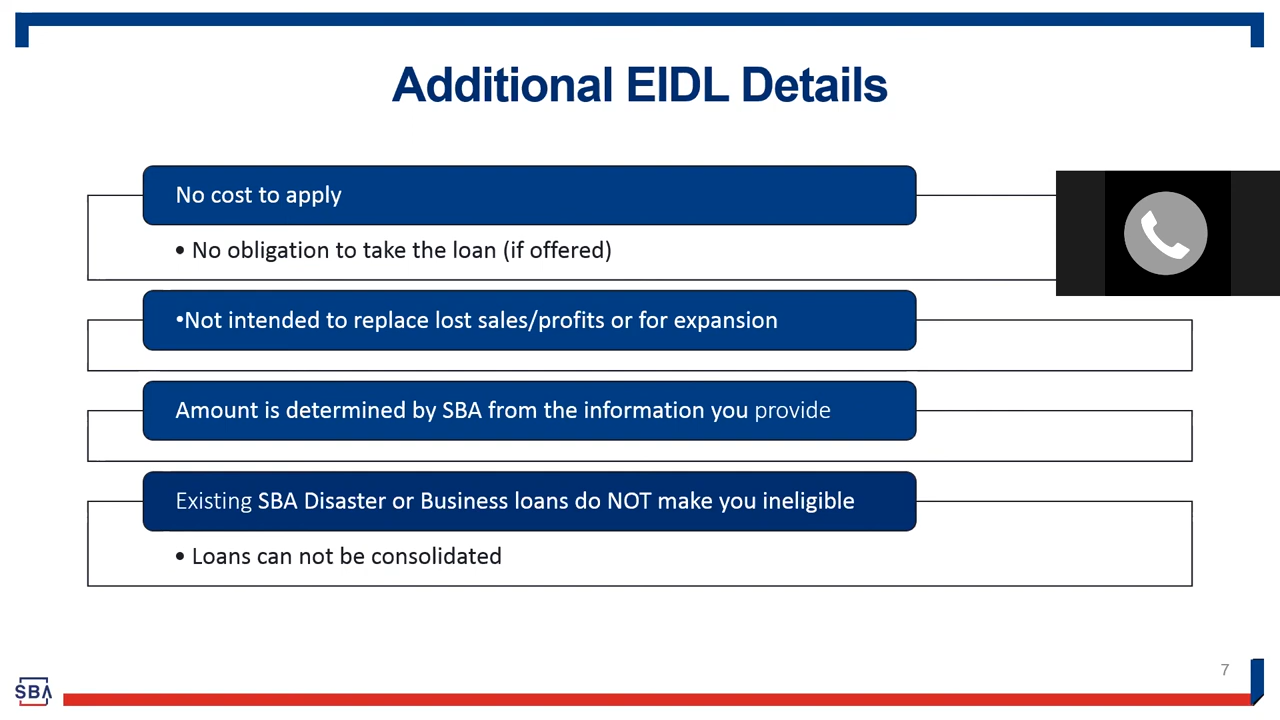 Additional EIDL Details
No cost to apply
• No obligation to take the loan (if offered)
•Not intended to replace lost sales/profits or for expansion
Amount is determined by SBA from the information you provide
Existing SBA Disaster or Business loans do NOT make you ineligible
• Loans can not be consolidated
7
SBA